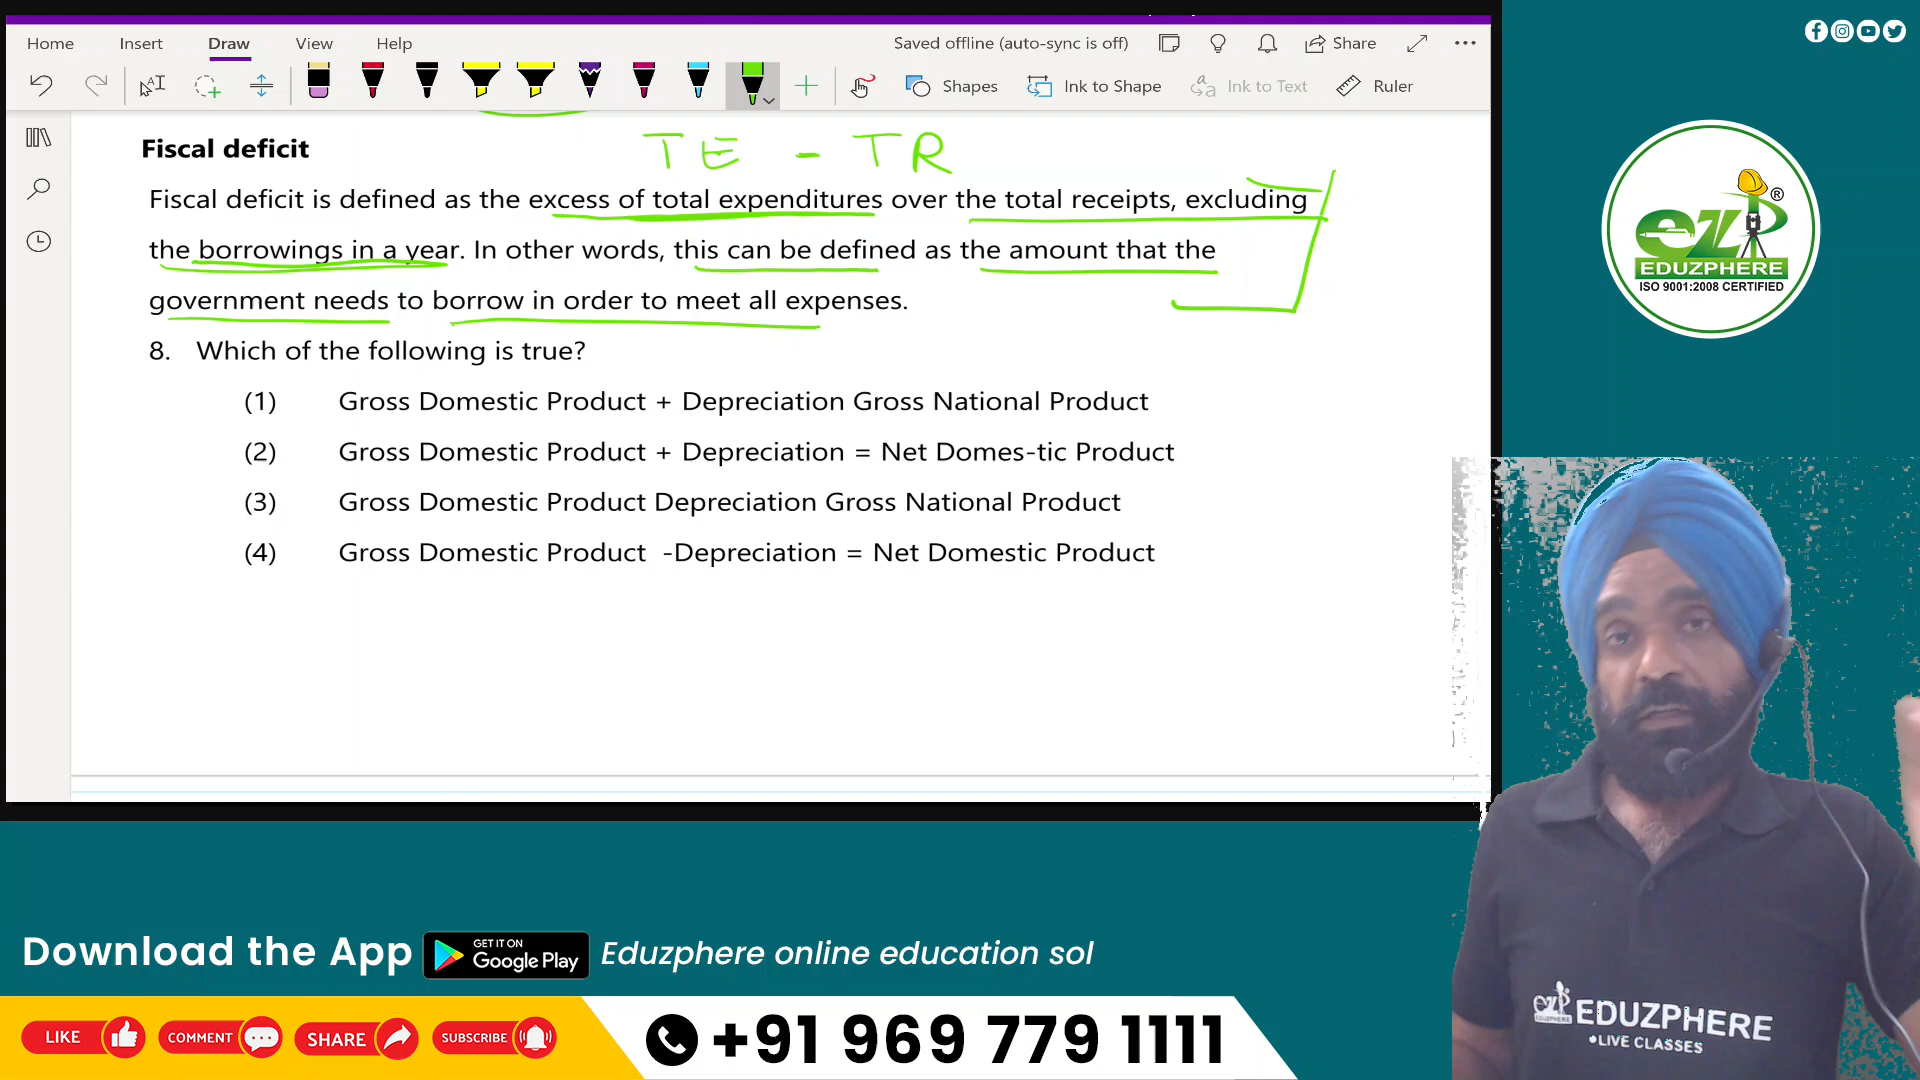 Home Insert Draw View Help Saved offline (auto-sync is off) Share
Shapes Ink to Shape Ink to Text Ruler
Fiscal deficit
TE - TR
Fiscal deficit is defined as the excess of total expenditures over the total receipts, excluding
the borrowings in a year. In other words, this can be defined as the amount that the
government needs to borrow in order to meet all expenses.
8. Which of the following is true?
(1) Gross Domestic Product + Depreciation Gross National Product
(2) Gross Domestic Product + Depreciation = Net Domes-tic Product
(3) Gross Domestic Product Depreciation Gross National Product
(4) Gross Domestic Product -Depreciation = Net Domestic Product
ezp ®
EDUZPHERE
ISO 9001:2008 CERTIFIED
Download the App GET IT ON Google Play Eduzphere online education sol
LIKE COMMENT SHARE SUBSCRIBE +91 969 779 1111
ezp EDUZPHERE
•LIVE CLASSES